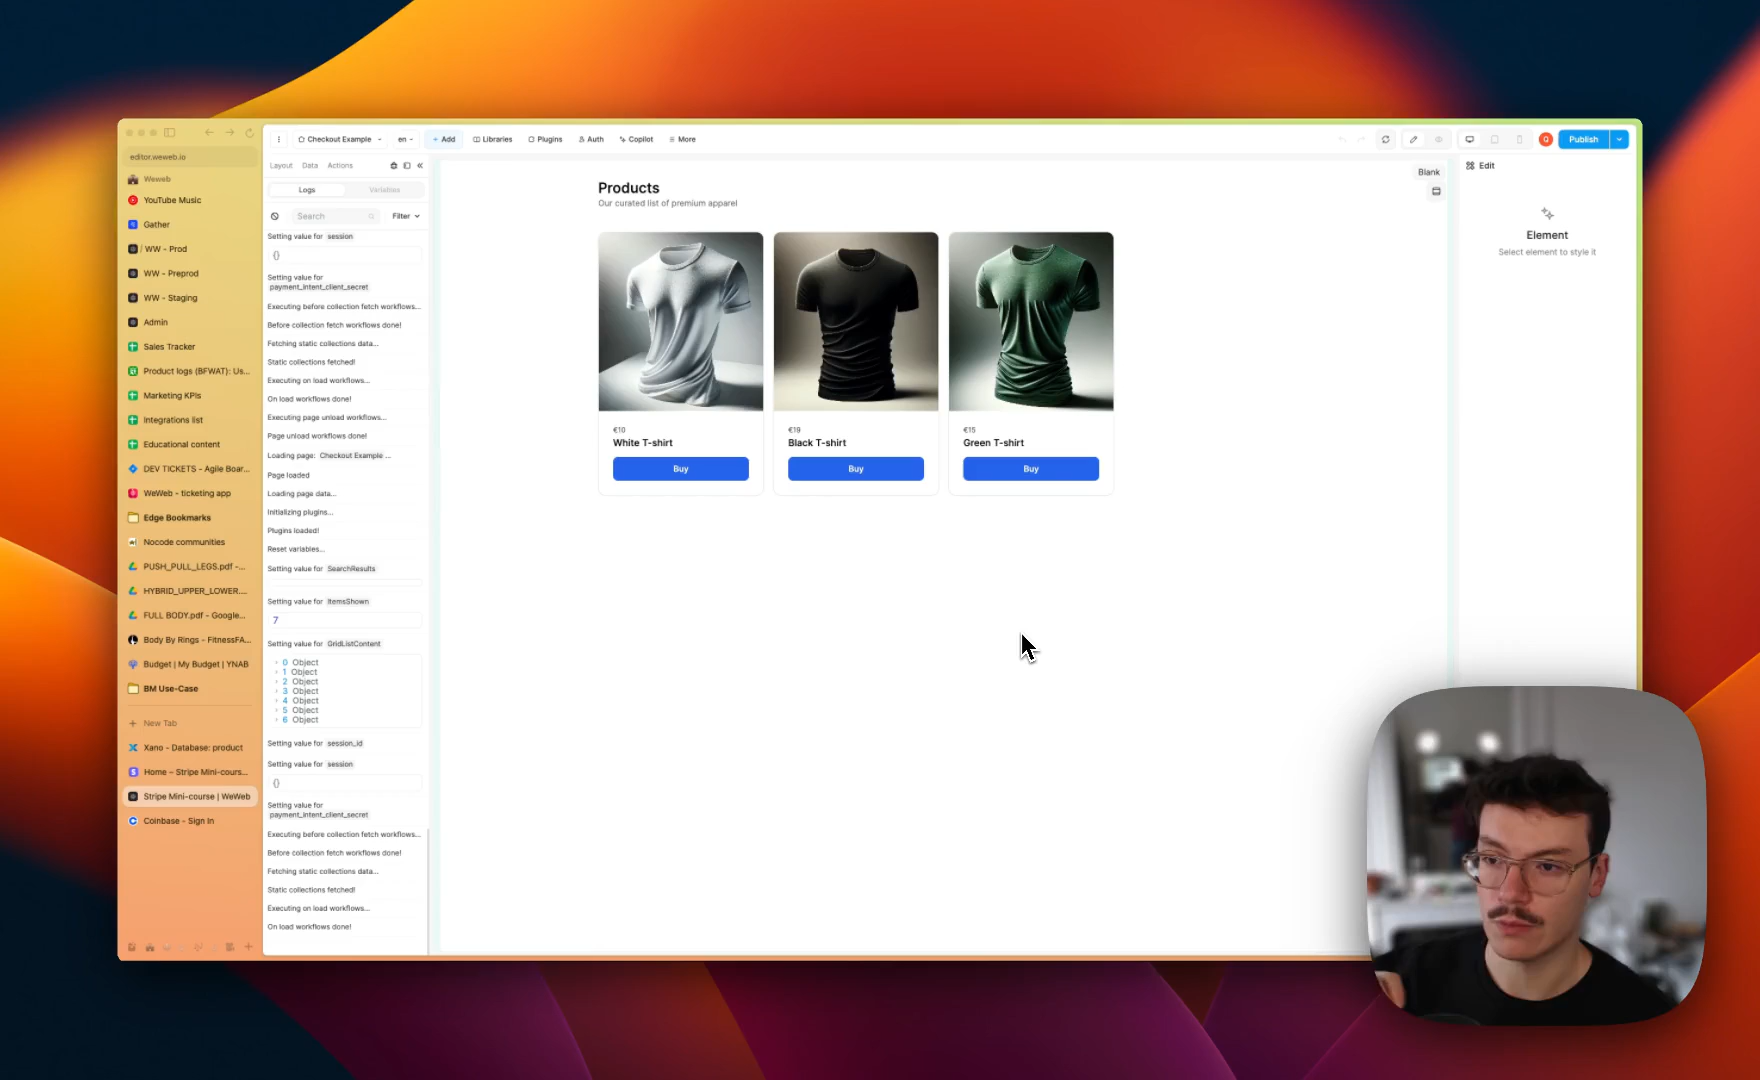 editor.weweb.io
Weweb
YouTube Music
Gather
/ WW - Prod
WW - Preprod
WW - Staging
Admin
Sales Tracker
Product logs (BFWAT): Us...
Marketing KPIs
Integrations list
Educational content
DEV TICKETS - Agile Boar...
WeWeb - ticketing app
Edge Bookmarks
Nocode communities
PUSH_PULL_LEGS.pdf -...
HYBRID_UPPER_LOWER....
FULL BODY.pdf - Google...
Body By Rings - FitnessFA...
Budget | My Budget | YNAB
BM Use-Case
New Tab
Xano - Database: product
Home – Stripe Mini-cours...
Stripe Mini-course | WeWeb
Coinbase - Sign In
Checkout Example
en
+ Add
Libraries
Plugins
Auth
Copilot
More
Q
Publish
Layout
Data
Actions
Logs
Variables
Search
Filter
Setting value for session
{}
Setting value for
payment_intent_client_secret
Executing before collection fetch workflows...
Before collection fetch workflows done!
Fetching static collections data...
Static collections fetched!
Executing on load workflows...
On load workflows done!
Executing page unload workflows...
Page unload workflows done!
Loading page: Checkout Example ...
Page loaded
Loading page data...
Initializing plugins...
Plugins loaded!
Reset variables...
Setting value for SearchResults
Setting value for ItemsShown
7
Setting value for GridListContent
0 Object
1 Object
2 Object
3 Object
4 Object
5 Object
6 Object
Setting value for session_id
Setting value for session
{}
Setting value for
payment_intent_client_secret
Executing before collection fetch workflows...
Before collection fetch workflows done!
Fetching static collections data...
Static collections fetched!
Executing on load workflows...
On load workflows done!
Products
Our curated list of premium apparel
€10
White T-shirt
Buy
€19
Black T-shirt
Buy
€15
Green T-shirt
Buy
Blank
Edit
Element
Select element to style it